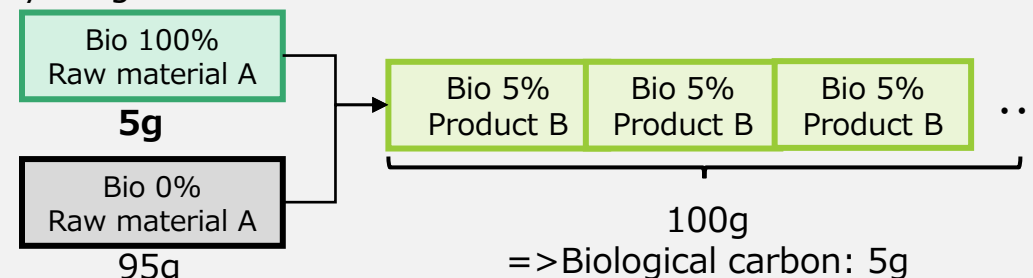 Bio 100%
Raw material A
5g
Bio 0%
Raw material A
95g
Bio 5%
Product B
Bio 5%
Product B
Bio 5%
Product B
..
100g
=>Biological carbon: 5g